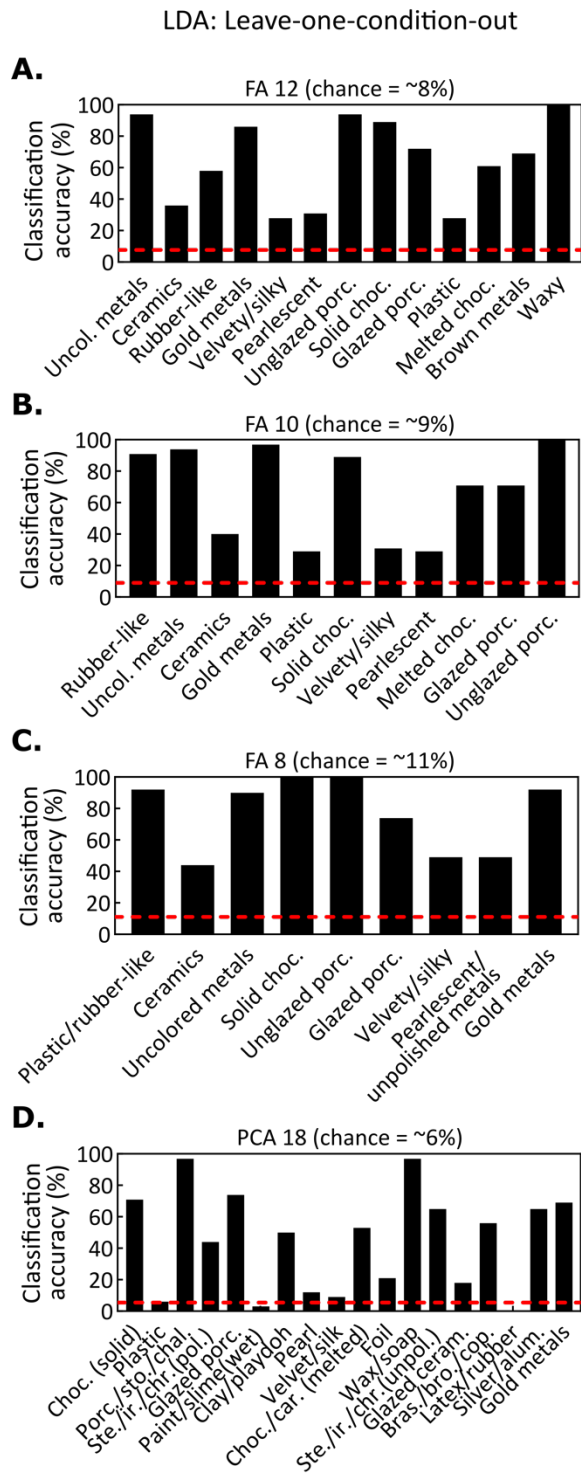 LDA: Leave-one-condition-out
A.
FA 12 (chance = ~8%)
Classification
accuracy (%)
100
80
60
40
20
0
Uncol. metals
Ceramics
Rubber-like
Gold metals
Velvety/silky
Pearlescent
Unglazed porc.
Solid choc.
Glazed porc.
Plastic
Melted choc.
Brown metals
Waxy
B.
FA 10 (chance = ~9%)
Classification
accuracy (%)
100
80
60
40
20
0
Rubber-like
Uncol. metals
Ceramics
Gold metals
Plastic
Solid choc.
Velvety/silky
Pearlescent
Melted choc.
Glazed porc.
Unglazed porc.
C.
FA 8 (chance = ~11%)
Classification
accuracy (%)
100
80
60
40
20
0
Plastic/rubber-like
Ceramics
Uncolored metals
Solid choc.
Unglazed porc.
Glazed porc.
Velvety/silky
Pearlescent/
unpolished metals
Gold metals
D.
PCA 18 (chance = ~6%)
Classification
accuracy (%)
100
80
60
40
20
0
Choc. (solid)
Plastic
Porc./sto./chal.
Ste./ir./chr.(pol.)
Glazed porc.
Paint/slime(wet)
Clay/playdoh
Pearl
Velvet/silk
Choc./car. (melted)
Foil
Wax/soap
Ste./ir./chr.(unpol.)
Glazed ceram.
Bras./bro./cop.
Latex/rubber
Silver/alum.
Gold metals